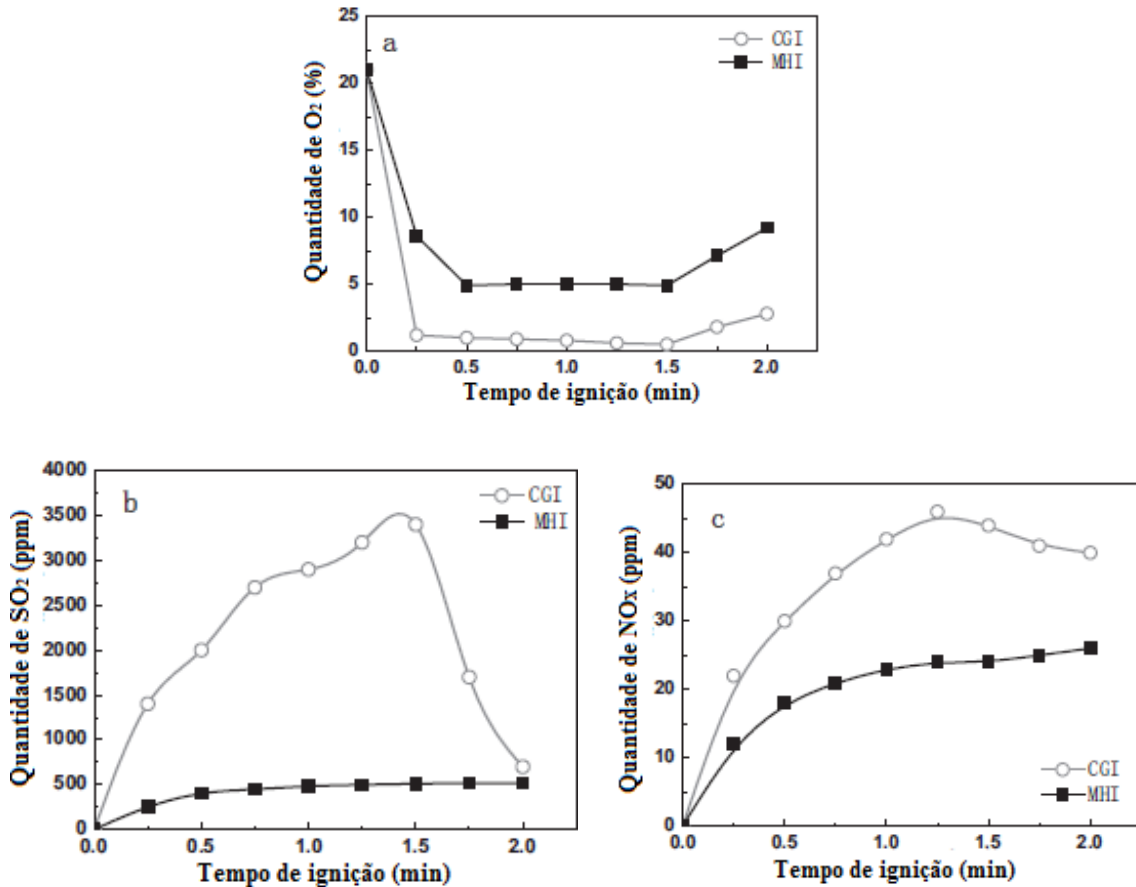 a
CGI
MHI
Quantidade de O2 (%)
25
20
15
10
5
0
0.0 0.5 1.0 1.5 2.0
Tempo de ignição (min)
b
CGI
MHI
Quantidade de SO2 (ppm)
4000
3500
3000
2500
2000
1500
1000
500
0
0.0 0.5 1.0 1.5 2.0
Tempo de ignição (min)
c
CGI
MHI
Quantidade de NOX (ppm)
50
40
30
20
10
0
0.0 0.5 1.0 1.5 2.0
Tempo de ignição (min)